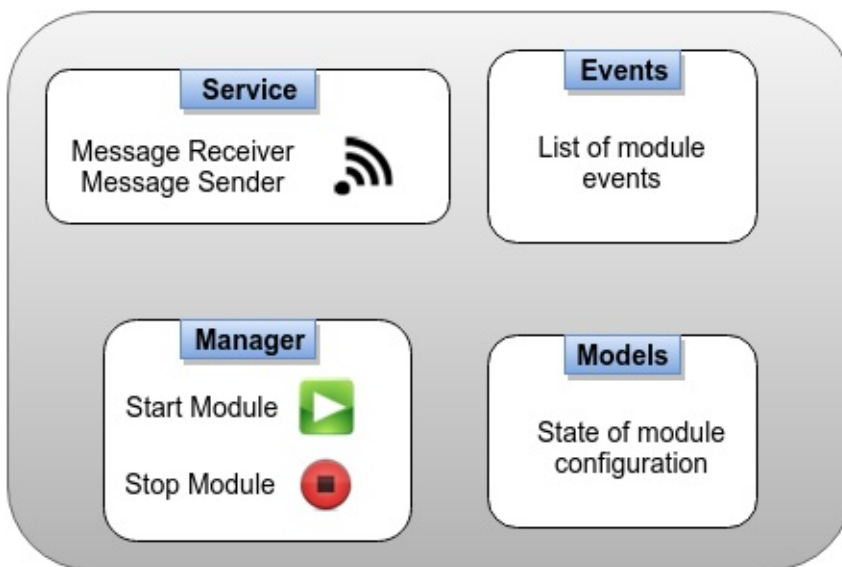 Service
Message Receiver
Message Sender
Events
List of module
events
Manager
Start Module
Stop Module
Models
State of module
configuration